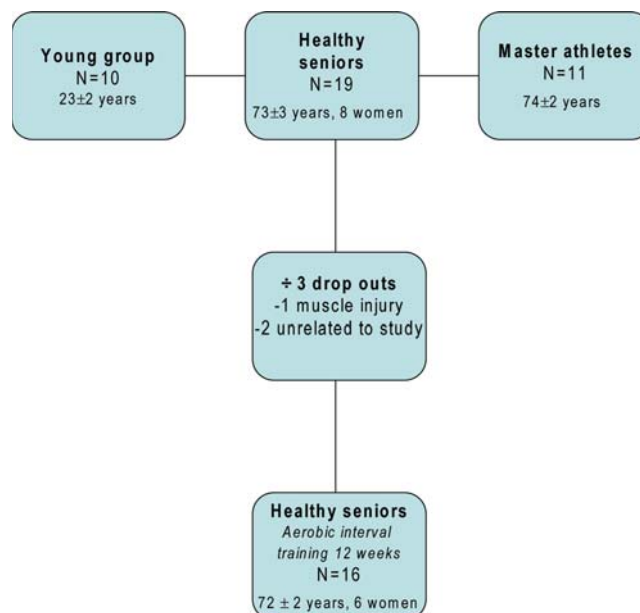 Young group
N=10
23±2 years
Healthy
seniors
N=19
73±3 years, 8 women
Master athletes
N=11
74±2 years
÷ 3 drop outs
-1 muscle injury
-2 unrelated to study
Healthy seniors
Aerobic interval
training 12 weeks
N=16
72 ± 2 years, 6 women